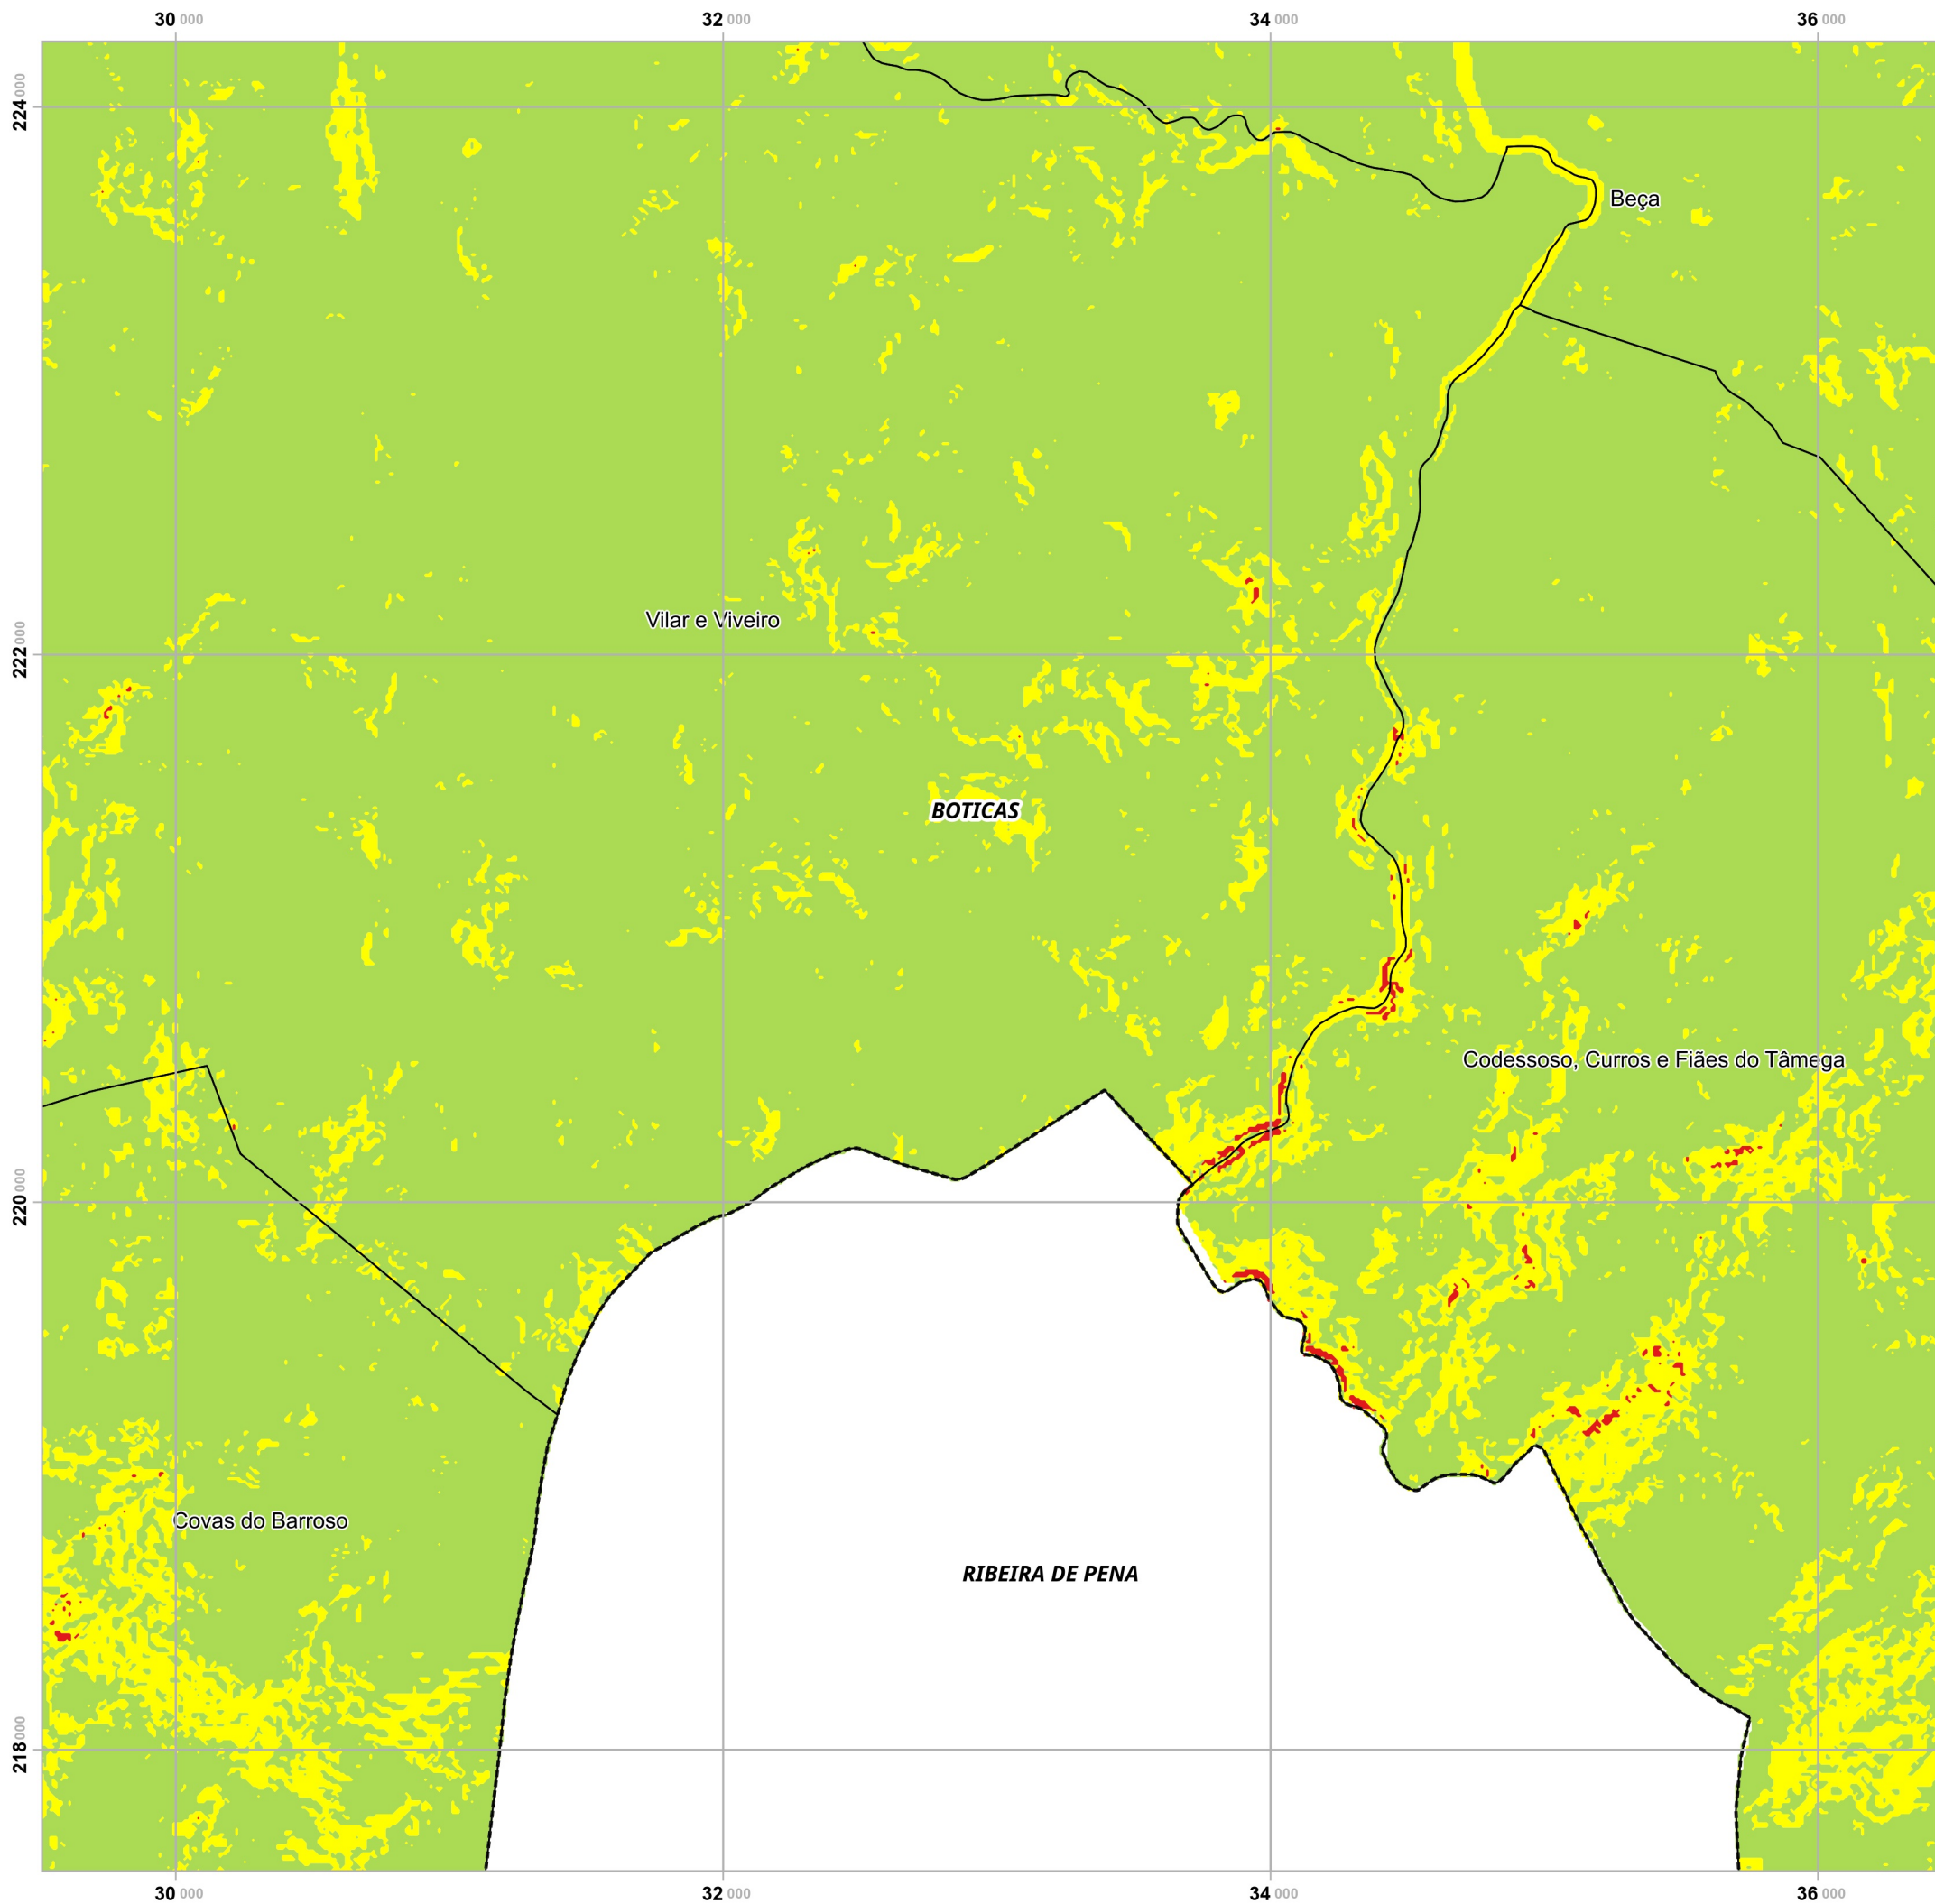 30 000 32 000 34 000 36 000
224 000
Beça
Vilar e Viveiro
222 000
BOTICAS
Codessoso, Curros e Fiães do Tâmega
220 000
Covas do Barroso
RIBEIRA DE PENA
218 000
30 000 32 000 34 000 36 000